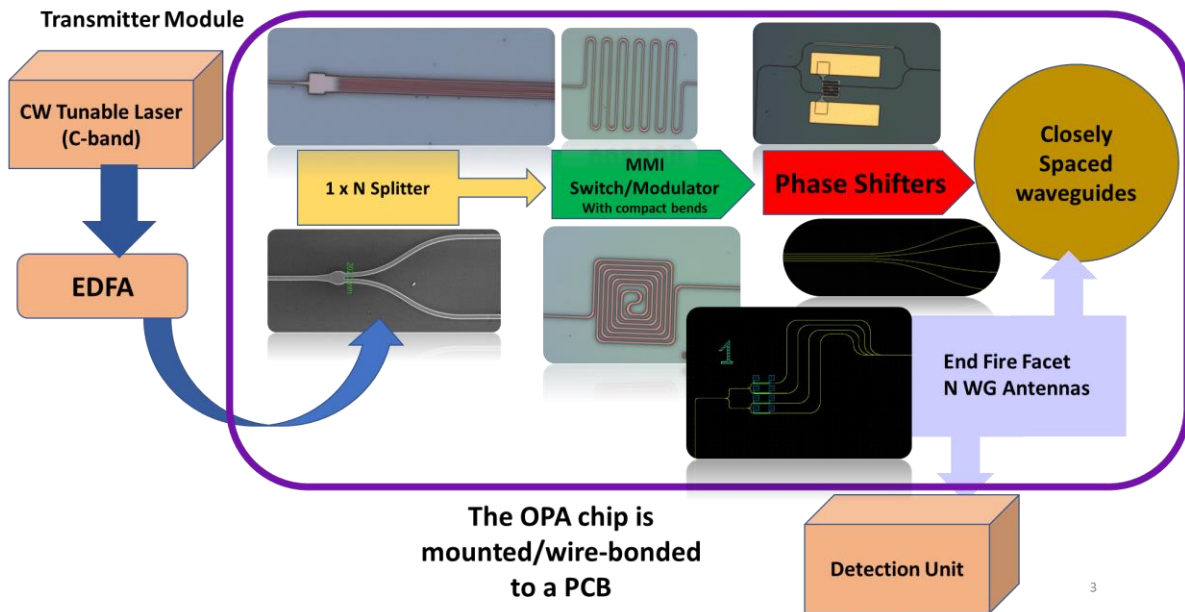 Transmitter Module
CW Tunable Laser
(C-band)
EDFA
1 x N Splitter
MMI
Switch/Modulator
With compact bends
Phase Shifters
Closely
Spaced
waveguides
1
End Fire Facet
N WG Antennas
The OPA chip is
mounted/wire-bonded
to a PCB
Detection Unit
3